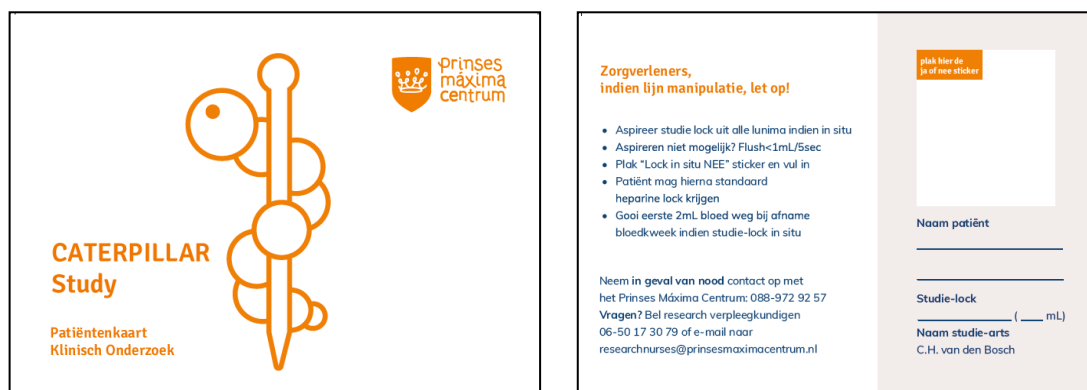 prinses
máxima
centrum
CATERPILLAR
Study
Patiëntenkaart
Klinisch Onderzoek
Zorgverleners,
indien lijn manipulatie, let op!
• Aspireer studie lock uit alle lunima indien in situ
• Aspireren niet mogelijk? Flush<1mL/5sec
• Plak “Lock in situ NEE” sticker en vul in
• Patiënt mag hierna standaard
heparine lock krijgen
• Gooi eerste 2mL bloed weg bij afname
bloedkweek indien studie-lock in situ
Neem in geval van nood contact op met
het Prinses Máxima Centrum: 088-972 92 57
Vragen? Bel research verpleegkundigen
06-50 17 30 79 of e-mail naar
researchnurses@prinsesmaximacentrum.nl
plak hier de
ja of nee sticker
Naam patiënt
Studie-lock
( ___ mL)
Naam studie-arts
C.H. van den Bosch